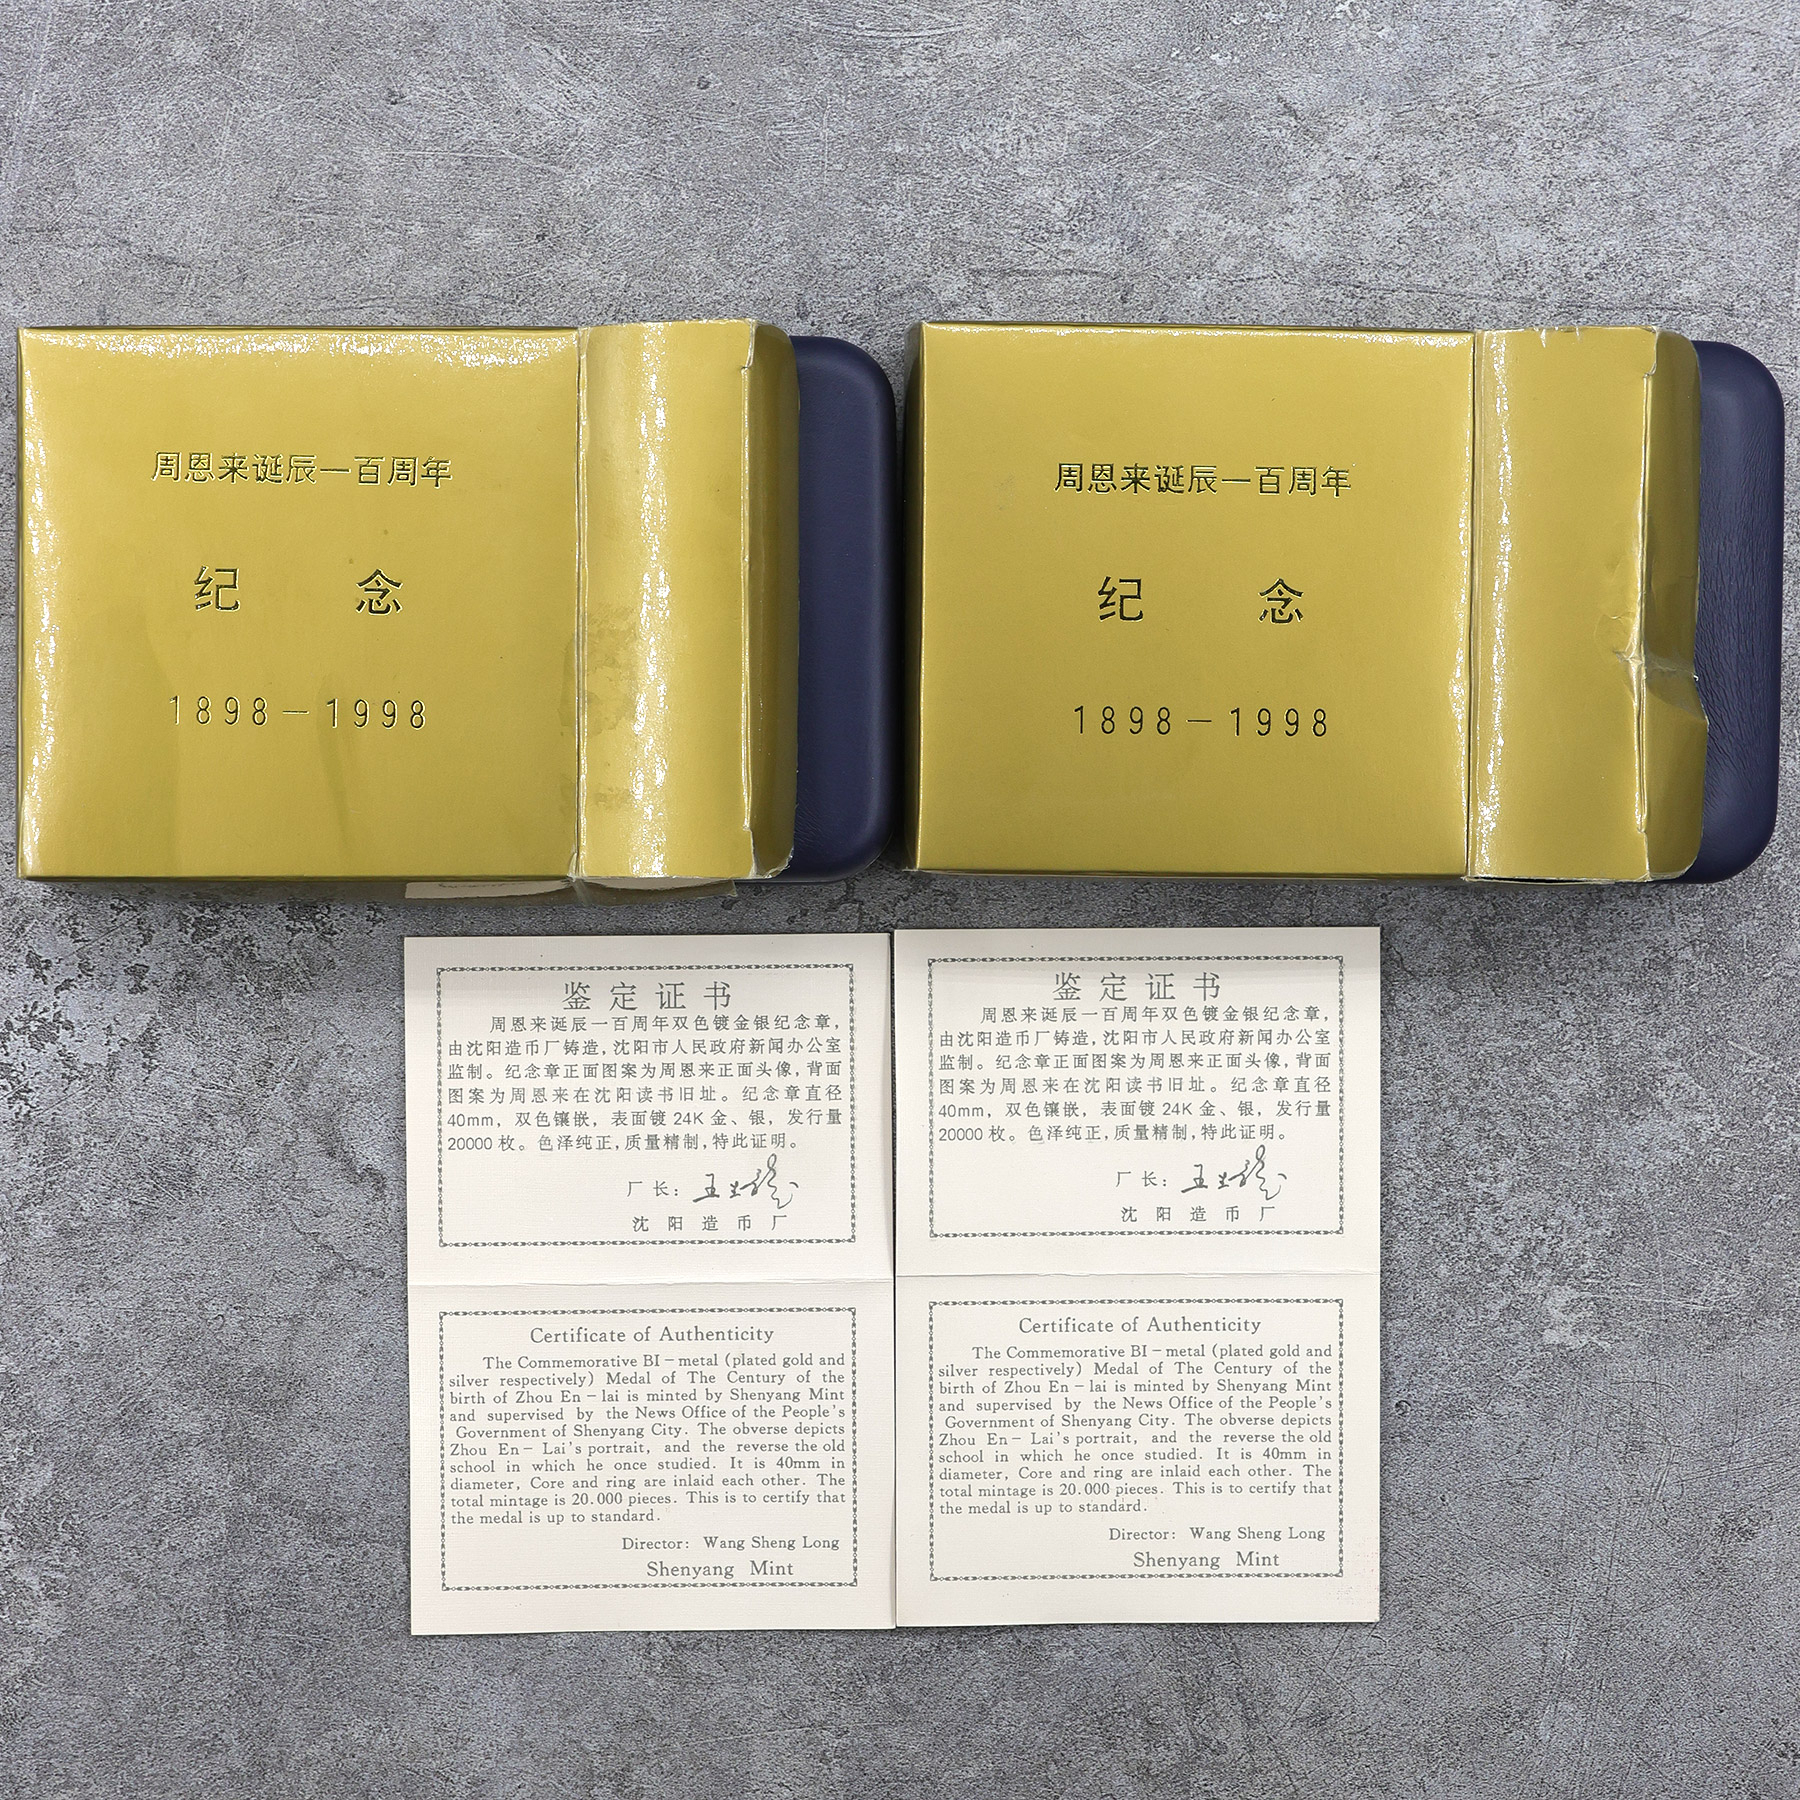 周恩来诞辰一百周年
纪 念
1898－1998
周恩来诞辰一百周年
纪 念
1898－1998
鉴定证书
周恩来诞辰一百周年双色镀金银纪念章，
由沈阳造币厂铸造，沈阳市人民政府新闻办公室
监制。纪念章正面图案为周恩来正面头像，背面
图案为周恩来在沈阳读书旧址。纪念章直径
40mm，双色镶嵌，表面镀24K金、银，发行量
20000枚。色泽纯正，质量精制，特此证明。
厂长：
沈阳造币厂
Certificate of Authenticity
The Commemorative BI－metal (plated gold and
silver respectively) Medal of The Century of the
birth of Zhou En－lai is minted by Shenyang Mint
and supervised by the News Office of the People's
Government of Shenyang City. The obverse depicts
Zhou En－Lai's portrait, and the reverse the old
school in which he once studied. It is 40mm in
diameter, Core and ring are inlaid each other. The
total mintage is 20.000 pieces. This is to certify that
the medal is up to standard.
Director: Wang Sheng Long
Shenyang Mint
鉴定证书
周恩来诞辰一百周年双色镀金银纪念章，
由沈阳造币厂铸造，沈阳市人民政府新闻办公室
监制。纪念章正面图案为周恩来正面头像，背面
图案为周恩来在沈阳读书旧址。纪念章直径
40mm，双色镶嵌，表面镀24K金、银，发行量
20000枚。色泽纯正，质量精制，特此证明。
厂长：
沈阳造币厂
Certificate of Authenticity
The Commemorative BI－metal (plated gold and
silver respectively) Medal of The Century of the
birth of Zhou En－lai is minted by Shenyang Mint
and supervised by the News Office of the People's
Government of Shenyang City. The obverse depicts
Zhou En－Lai's portrait, and the reverse the old
school in which he once studied. It is 40mm in
diameter, Core and ring are inlaid each other. The
total mintage is 20.000 pieces. This is to certify that
the medal is up to standard.
Director: Wang Sheng Long
Shenyang Mint